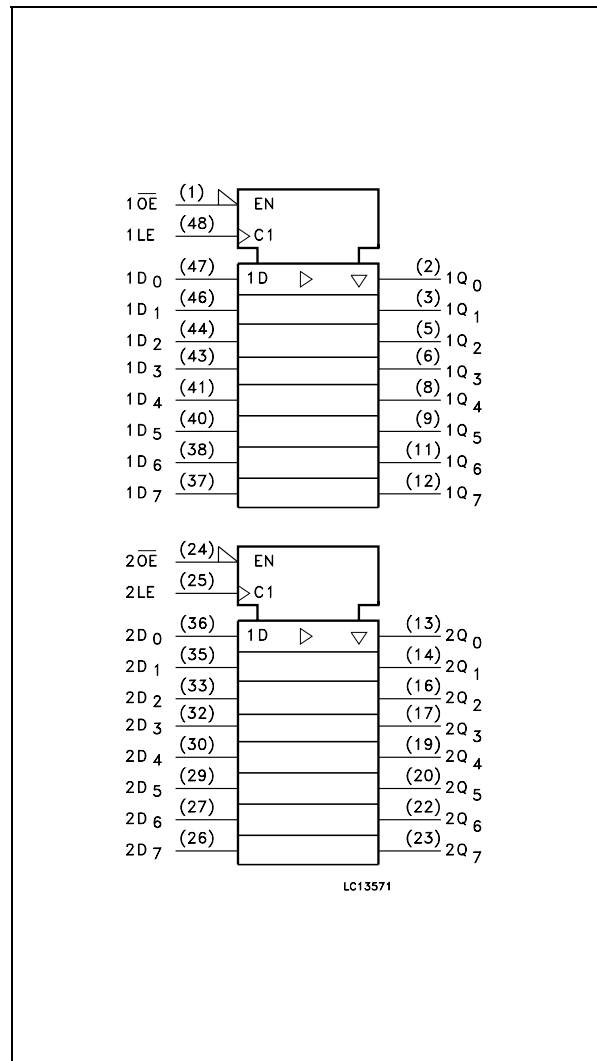 1O̅E̅ (1) EN
1LE (48) C1
1D0 (47) 1D (2) 1Q0
1D1 (46) (3) 1Q1
1D2 (44) (5) 1Q2
1D3 (43) (6) 1Q3
1D4 (41) (8) 1Q4
1D5 (40) (9) 1Q5
1D6 (38) (11) 1Q6
1D7 (37) (12) 1Q7
2O̅E̅ (24) EN
2LE (25) C1
2D0 (36) 1D (13) 2Q0
2D1 (35) (14) 2Q1
2D2 (33) (16) 2Q2
2D3 (32) (17) 2Q3
2D4 (30) (19) 2Q4
2D5 (29) (20) 2Q5
2D6 (27) (22) 2Q6
2D7 (26) (23) 2Q7
LC13571